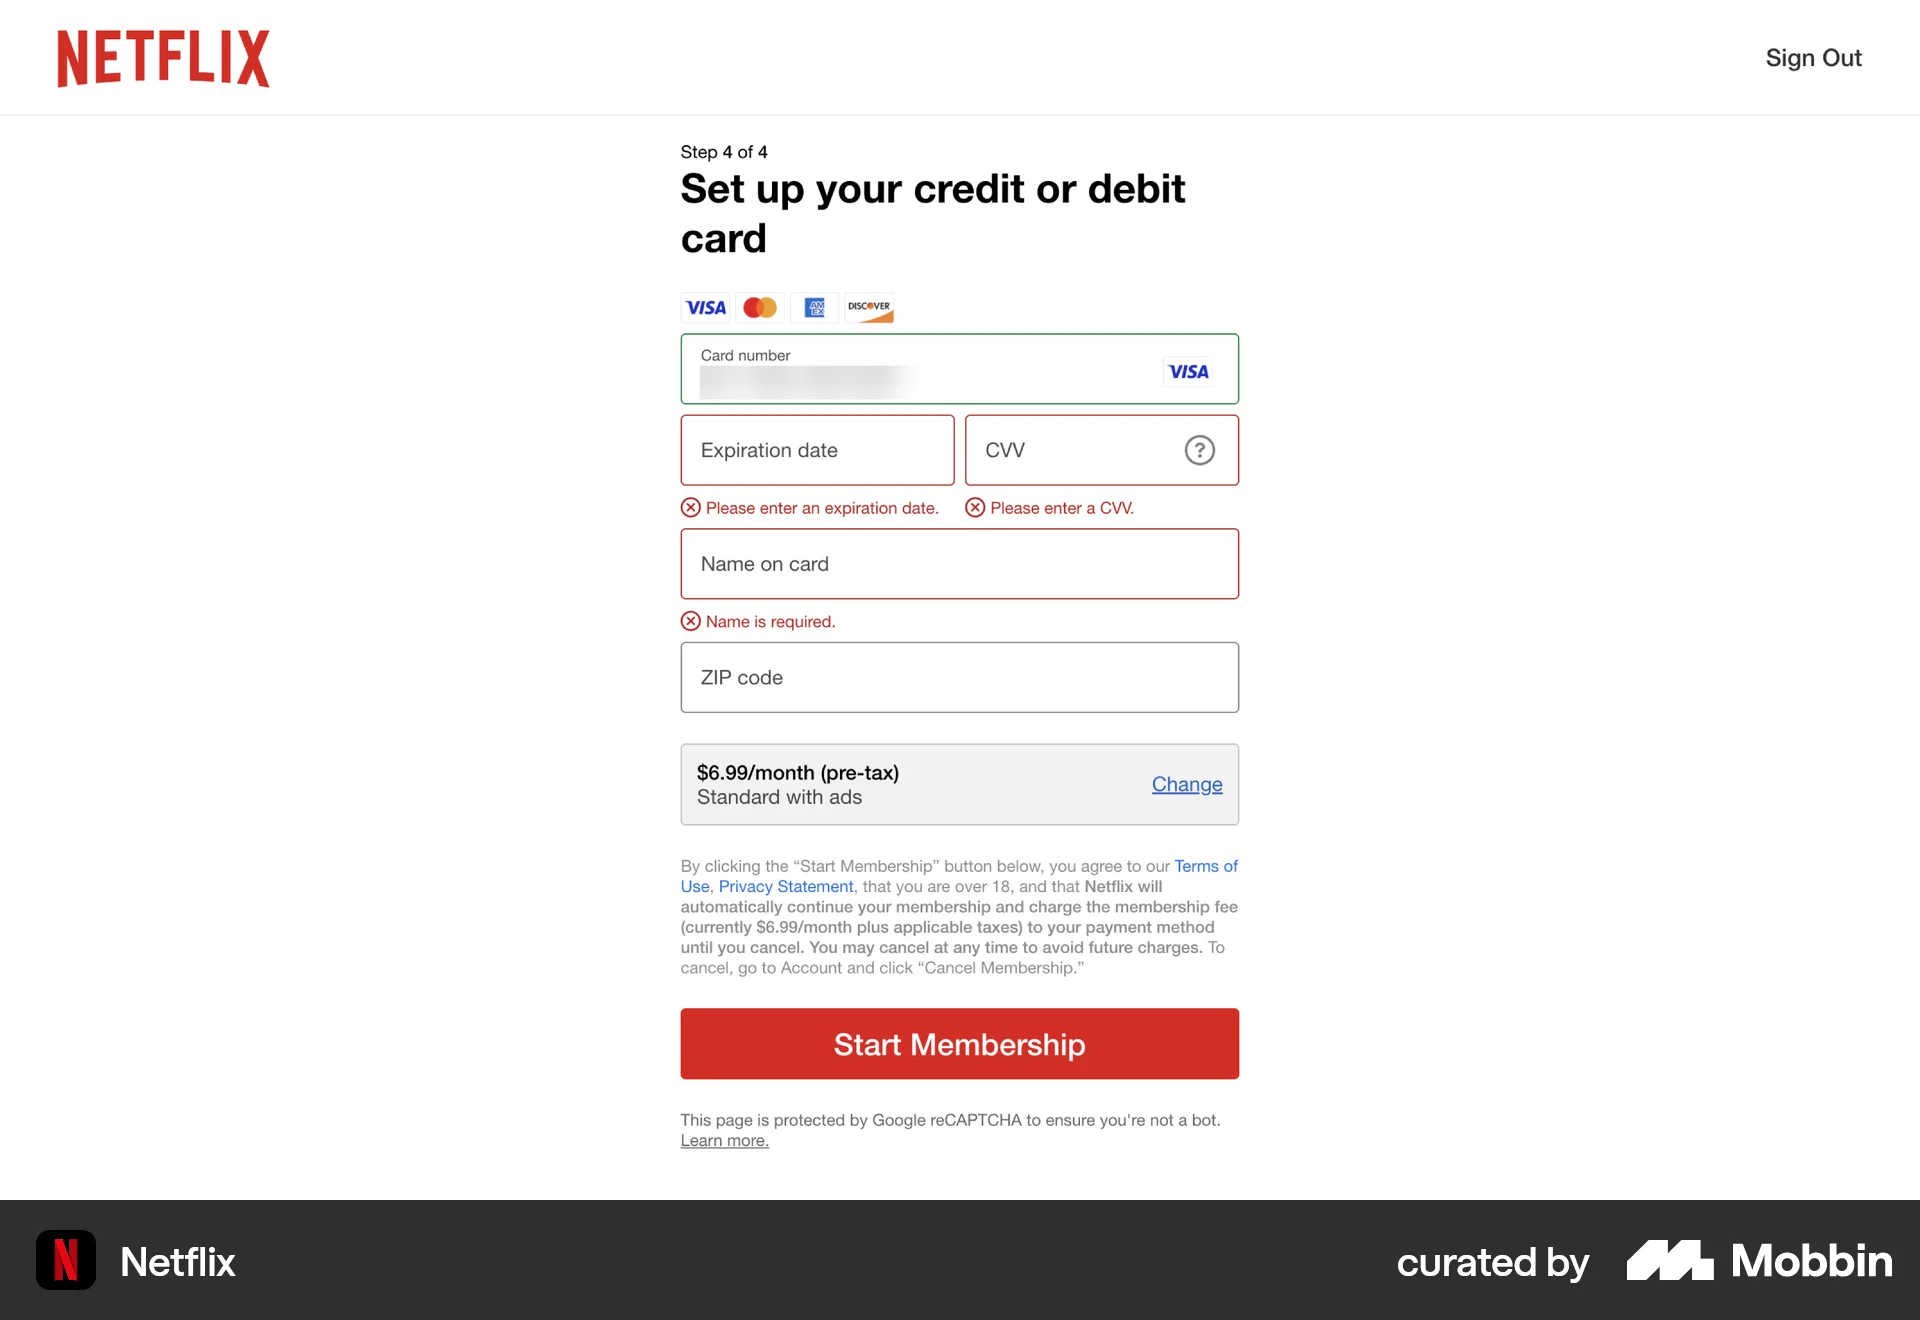 NETFLIX
Sign Out
Step 4 of 4
Set up your credit or debit
card
VISA
AM
EX
DISCOVER
Card number
VISA
Expiration date
CVV
?
Please enter an expiration date.
Please enter a CVV.
Name on card
Name is required.
ZIP code
$6.99/month (pre-tax)
Standard with ads
Change
By clicking the “Start Membership” button below, you agree to our Terms of
Use, Privacy Statement, that you are over 18, and that Netflix will
automatically continue your membership and charge the membership fee
(currently $6.99/month plus applicable taxes) to your payment method
until you cancel. You may cancel at any time to avoid future charges. To
cancel, go to Account and click “Cancel Membership.”
Start Membership
This page is protected by Google reCAPTCHA to ensure you're not a bot.
Learn more.
N
Netflix
curated by
Mobbin